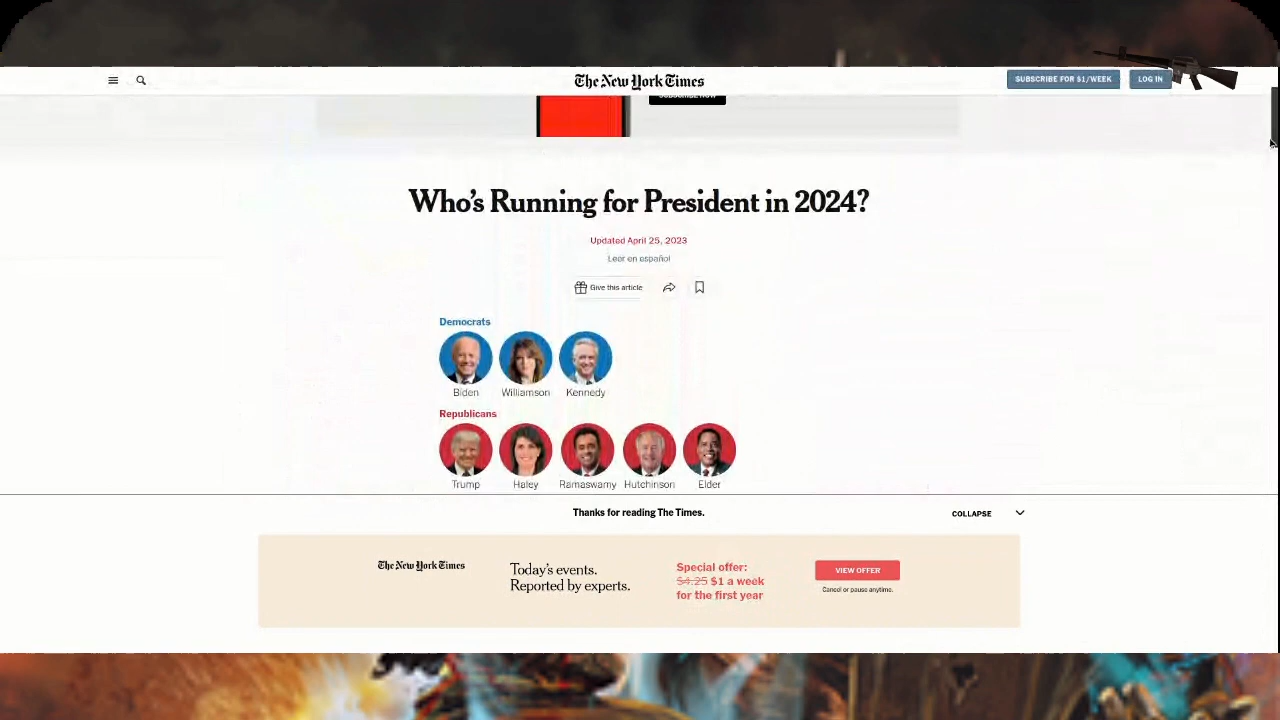 The New York Times
SUBSCRIBE FOR $1/WEEK
LOG IN
Who's Running for President in 2024?
Updated April 25, 2023
Leer en español
Give this article
Democrats
Biden Williamson Kennedy
Republicans
Trump Haley Ramaswamy Hutchinson Elder
Thanks for reading The Times.
COLLAPSE
The New York Times
Today's events.
Reported by experts.
Special offer:
$4.25 $1 a week
for the first year
VIEW OFFER
Cancel or pause anytime.